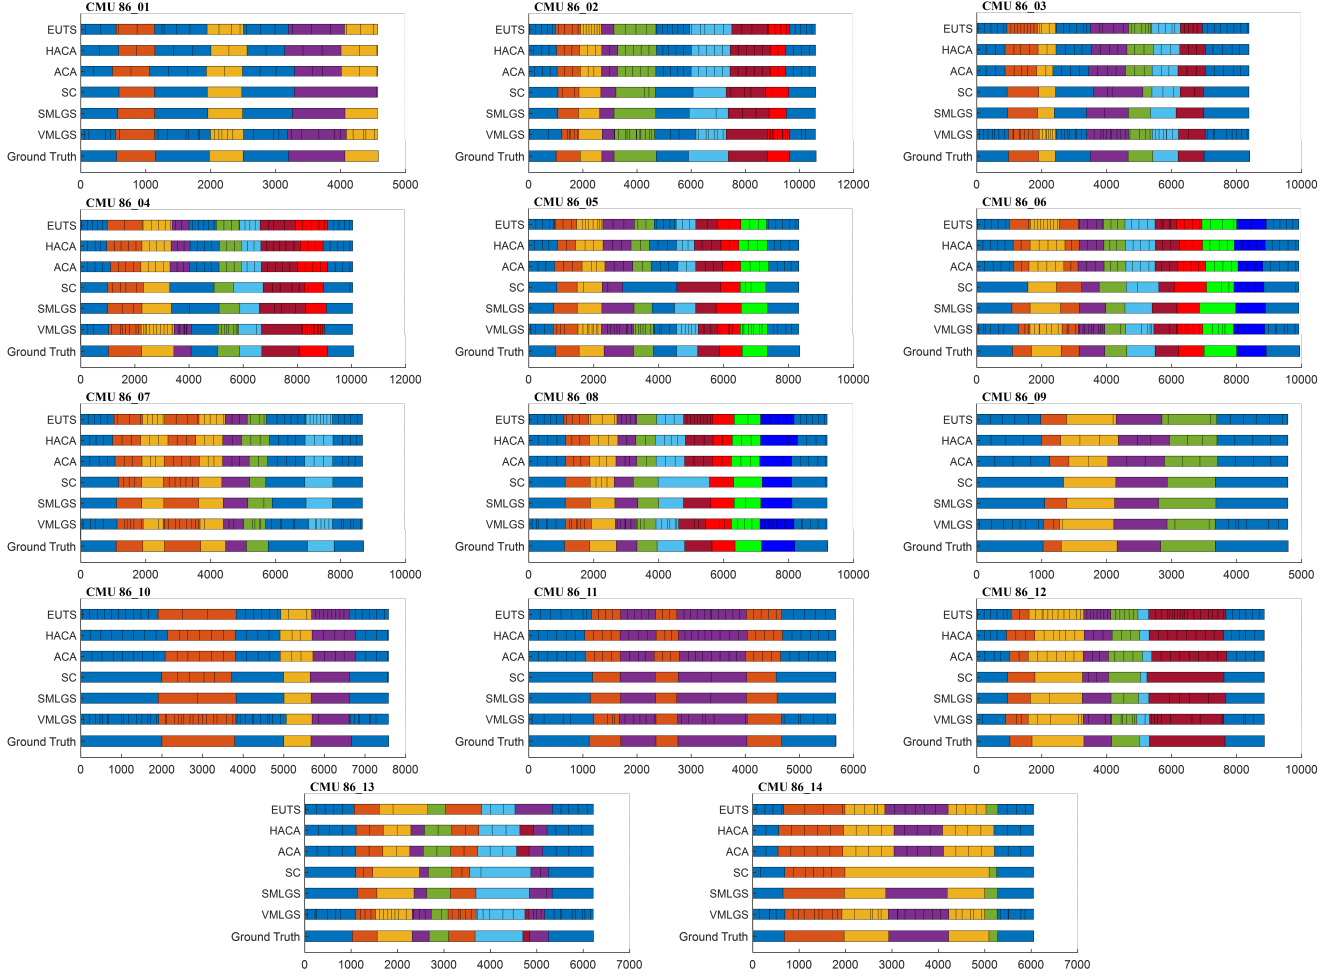 CMU 86_01
EUTS
HACA
ACA
SC
SMLGS
VMLGS
Ground Truth
0 1000 2000 3000 4000 5000
CMU 86_02
EUTS
HACA
ACA
SC
SMLGS
VMLGS
Ground Truth
0 2000 4000 6000 8000 10000 12000
CMU 86_03
EUTS
HACA
ACA
SC
SMLGS
VMLGS
Ground Truth
0 2000 4000 6000 8000 10000
CMU 86_04
EUTS
HACA
ACA
SC
SMLGS
VMLGS
Ground Truth
0 2000 4000 6000 8000 10000 12000
CMU 86_05
EUTS
HACA
ACA
SC
SMLGS
VMLGS
Ground Truth
0 2000 4000 6000 8000 10000
CMU 86_06
EUTS
HACA
ACA
SC
SMLGS
VMLGS
Ground Truth
0 2000 4000 6000 8000 10000
CMU 86_07
EUTS
HACA
ACA
SC
SMLGS
VMLGS
Ground Truth
0 2000 4000 6000 8000 10000
CMU 86_08
EUTS
HACA
ACA
SC
SMLGS
VMLGS
Ground Truth
0 2000 4000 6000 8000 10000
CMU 86_09
EUTS
HACA
ACA
SC
SMLGS
VMLGS
Ground Truth
0 1000 2000 3000 4000 5000
CMU 86_10
EUTS
HACA
ACA
SC
SMLGS
VMLGS
Ground Truth
0 1000 2000 3000 4000 5000 6000 7000 8000
CMU 86_11
EUTS
HACA
ACA
SC
SMLGS
VMLGS
Ground Truth
0 1000 2000 3000 4000 5000 6000
CMU 86_12
EUTS
HACA
ACA
SC
SMLGS
VMLGS
Ground Truth
0 2000 4000 6000 8000 10000
CMU 86_13
EUTS
HACA
ACA
SC
SMLGS
VMLGS
Ground Truth
0 1000 2000 3000 4000 5000 6000 7000
CMU 86_14
EUTS
HACA
ACA
SC
SMLGS
VMLGS
Ground Truth
0 1000 2000 3000 4000 5000 6000 7000